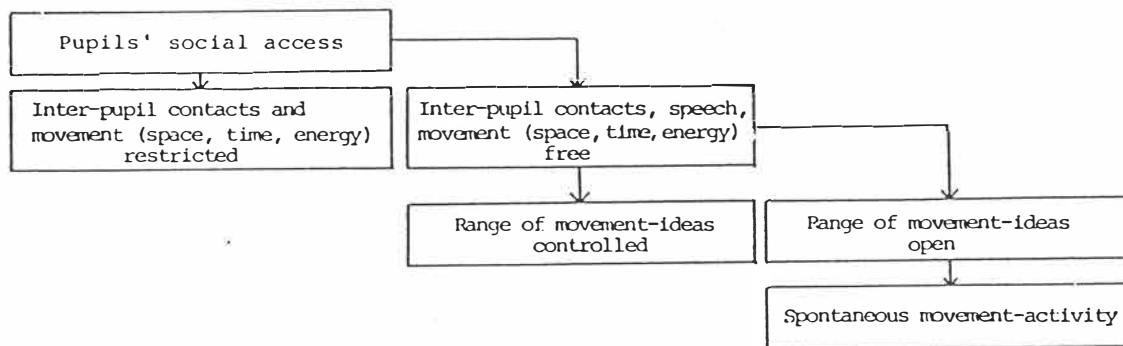 Pupils' social access
Inter-pupil contacts and
movement (space, time, energy)
restricted
Inter-pupil contacts, speech,
movement (space, time, energy)
free
Range of movement-ideas
controlled
Range of movement-ideas
open
Spontaneous movement-activity